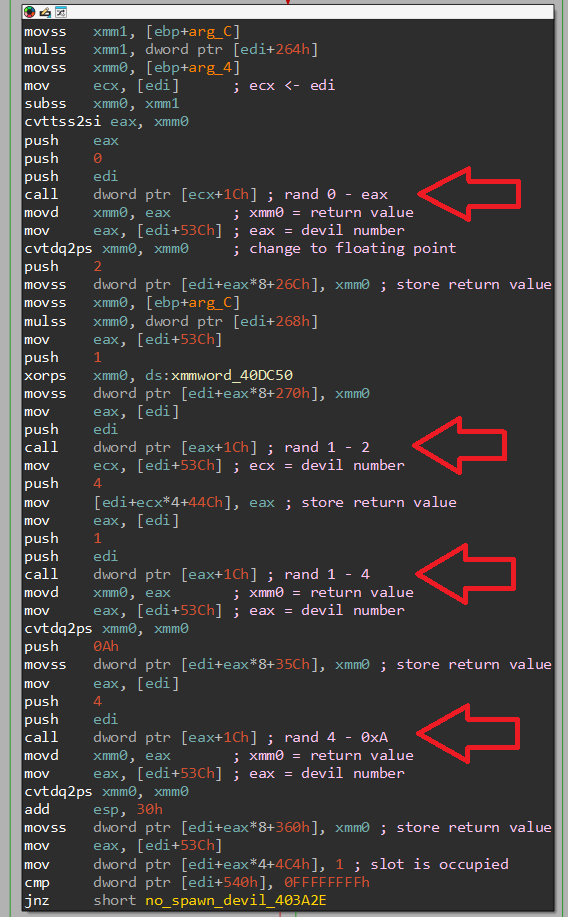 movss xmm1, [ebp+arg_C]
mulss xmm1, dword ptr [edi+264h]
movss xmm0, [ebp+arg_4]
mov ecx, [edi] ; ecx <- edi
subss xmm0, xmm1
cvttss2si eax, xmm0
push eax
push 0
push edi
call dword ptr [ecx+1Ch] ; rand 0 - eax
movd xmm0, eax ; xmm0 = return value
mov eax, [edi+53Ch] ; eax = devil number
cvtdq2ps xmm0, xmm0 ; change to floating point
push 2
movss dword ptr [edi+eax*8+26Ch], xmm0 ; store return value
movss xmm0, [ebp+arg_C]
mulss xmm0, dword ptr [edi+268h]
mov eax, [edi+53Ch]
push 1
xorps xmm0, ds:xmmword_40DC50
movss dword ptr [edi+eax*8+270h], xmm0
mov eax, [edi]
push edi
call dword ptr [eax+1Ch] ; rand 1 - 2
mov ecx, [edi+53Ch] ; ecx = devil number
push 4
mov [edi+ecx*4+44Ch], eax ; store return value
mov eax, [edi]
push 1
push edi
call dword ptr [eax+1Ch] ; rand 1 - 4
movd xmm0, eax ; xmm0 = return value
mov eax, [edi+53Ch] ; eax = devil number
cvtdq2ps xmm0, xmm0
push 0Ah
movss dword ptr [edi+eax*8+35Ch], xmm0 ; store return value
mov eax, [edi]
push 4
push edi
call dword ptr [eax+1Ch] ; rand 4 - 0xA
movd xmm0, eax ; xmm0 = return value
mov eax, [edi+53Ch] ; eax = devil number
cvtdq2ps xmm0, xmm0
add esp, 30h
movss dword ptr [edi+eax*8+360h], xmm0 ; store return value
mov eax, [edi+53Ch]
mov dword ptr [edi+eax*4+4C4h], 1 ; slot is occupied
cmp dword ptr [edi+540h], 0FFFFFFFFh
jnz short no_spawn_devil_403A2E